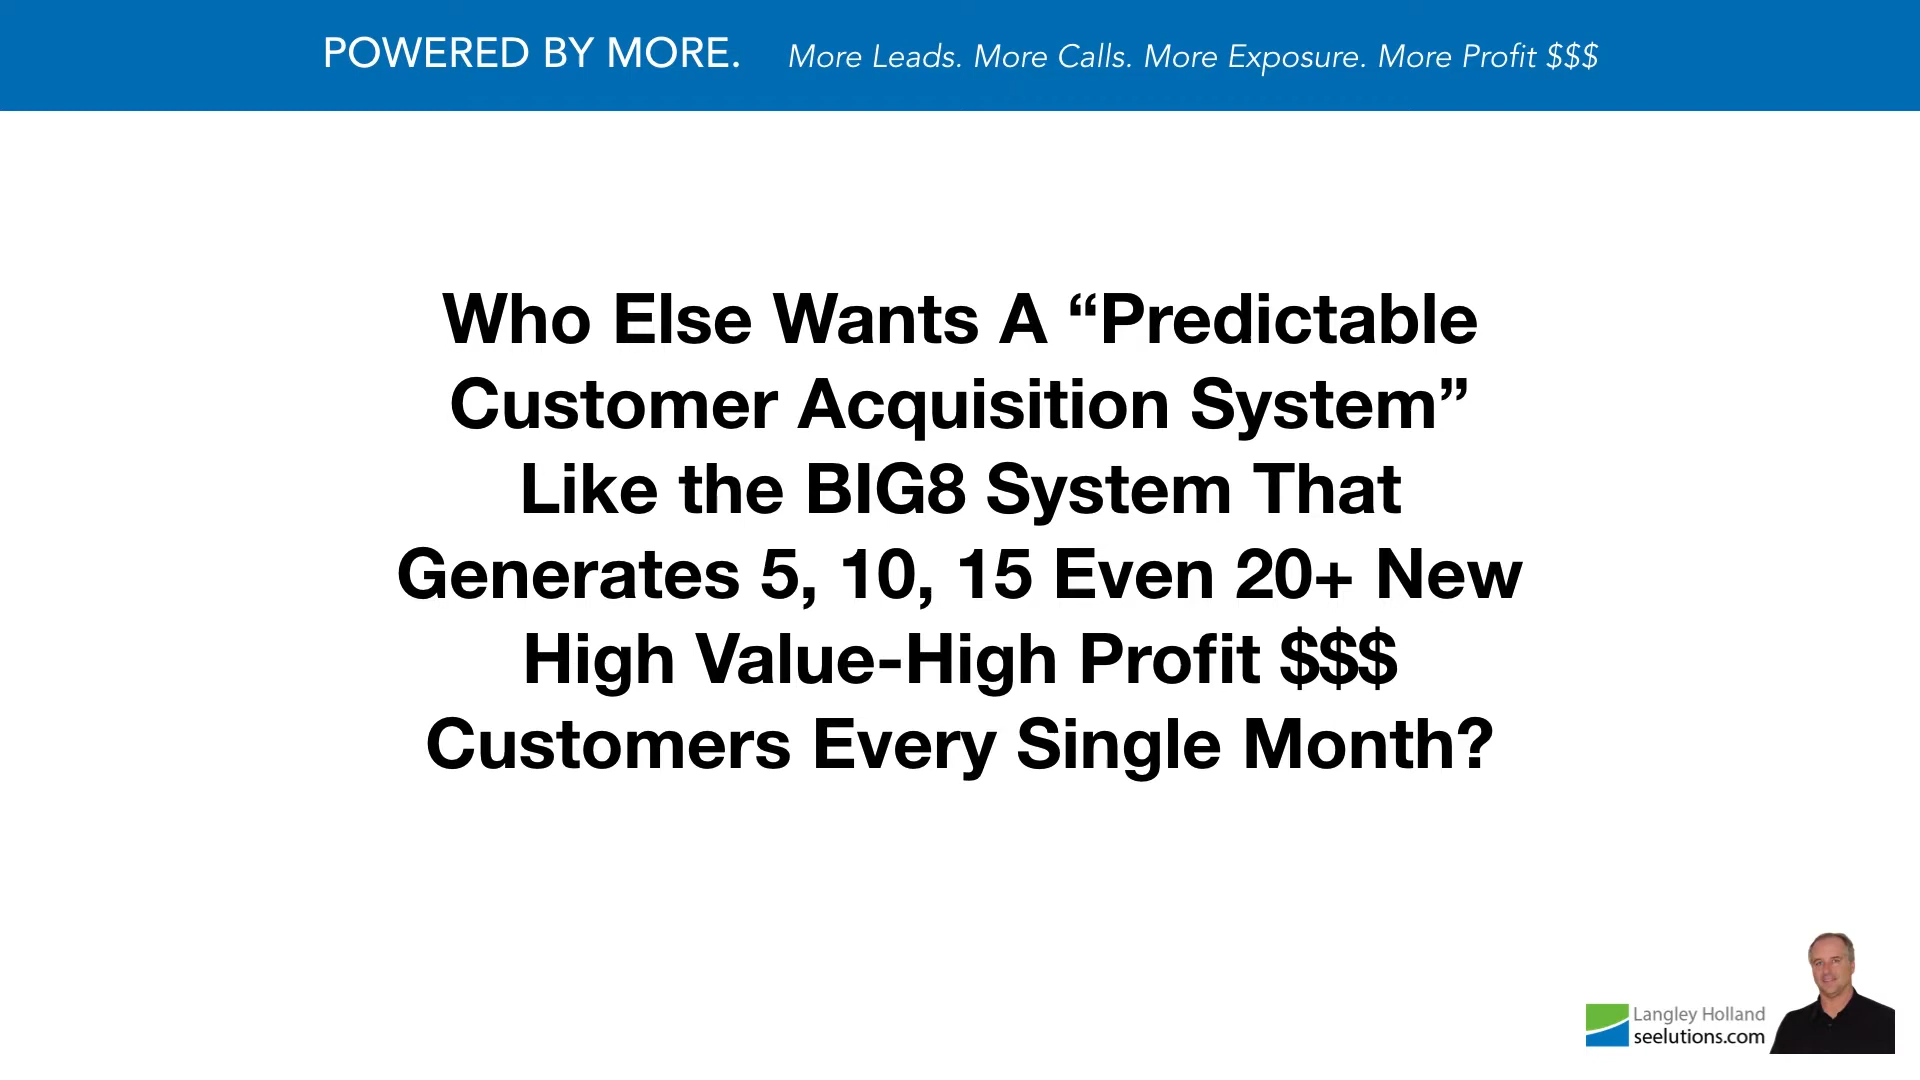 POWERED BY MORE. More Leads. More Calls. More Exposure. More Profit $$$
Who Else Wants A “Predictable
Customer Acquisition System”
Like the BIG8 System That
Generates 5, 10, 15 Even 20+ New
High Value-High Profit $$$
Customers Every Single Month?
Langley Holland
seelutions.com